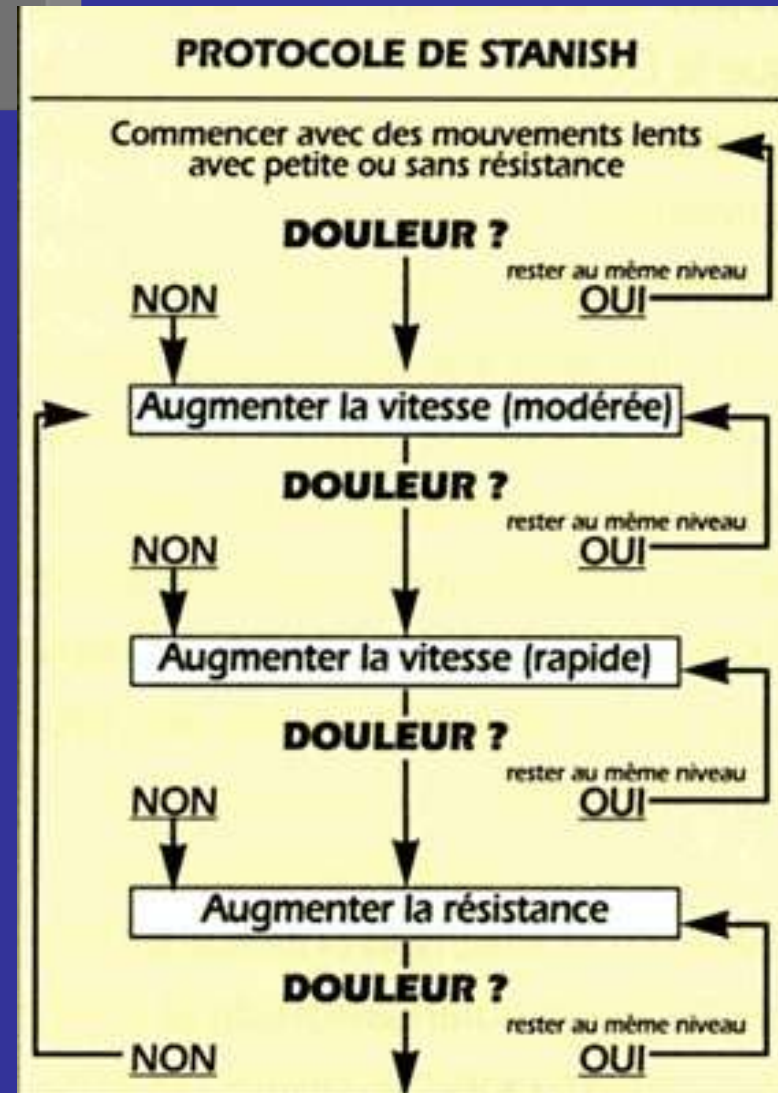 PROTOCOLE DE STANISH
Commencer avec des mouvements lents
avec petite ou sans résistance
DOULEUR ?
rester au même niveau
NON
OUI
Augmenter la vitesse (modérée)
DOULEUR ?
rester au même niveau
NON
OUI
Augmenter la vitesse (rapide)
DOULEUR ?
rester au même niveau
NON
OUI
Augmenter la résistance
DOULEUR ?
rester au même niveau
NON
OUI